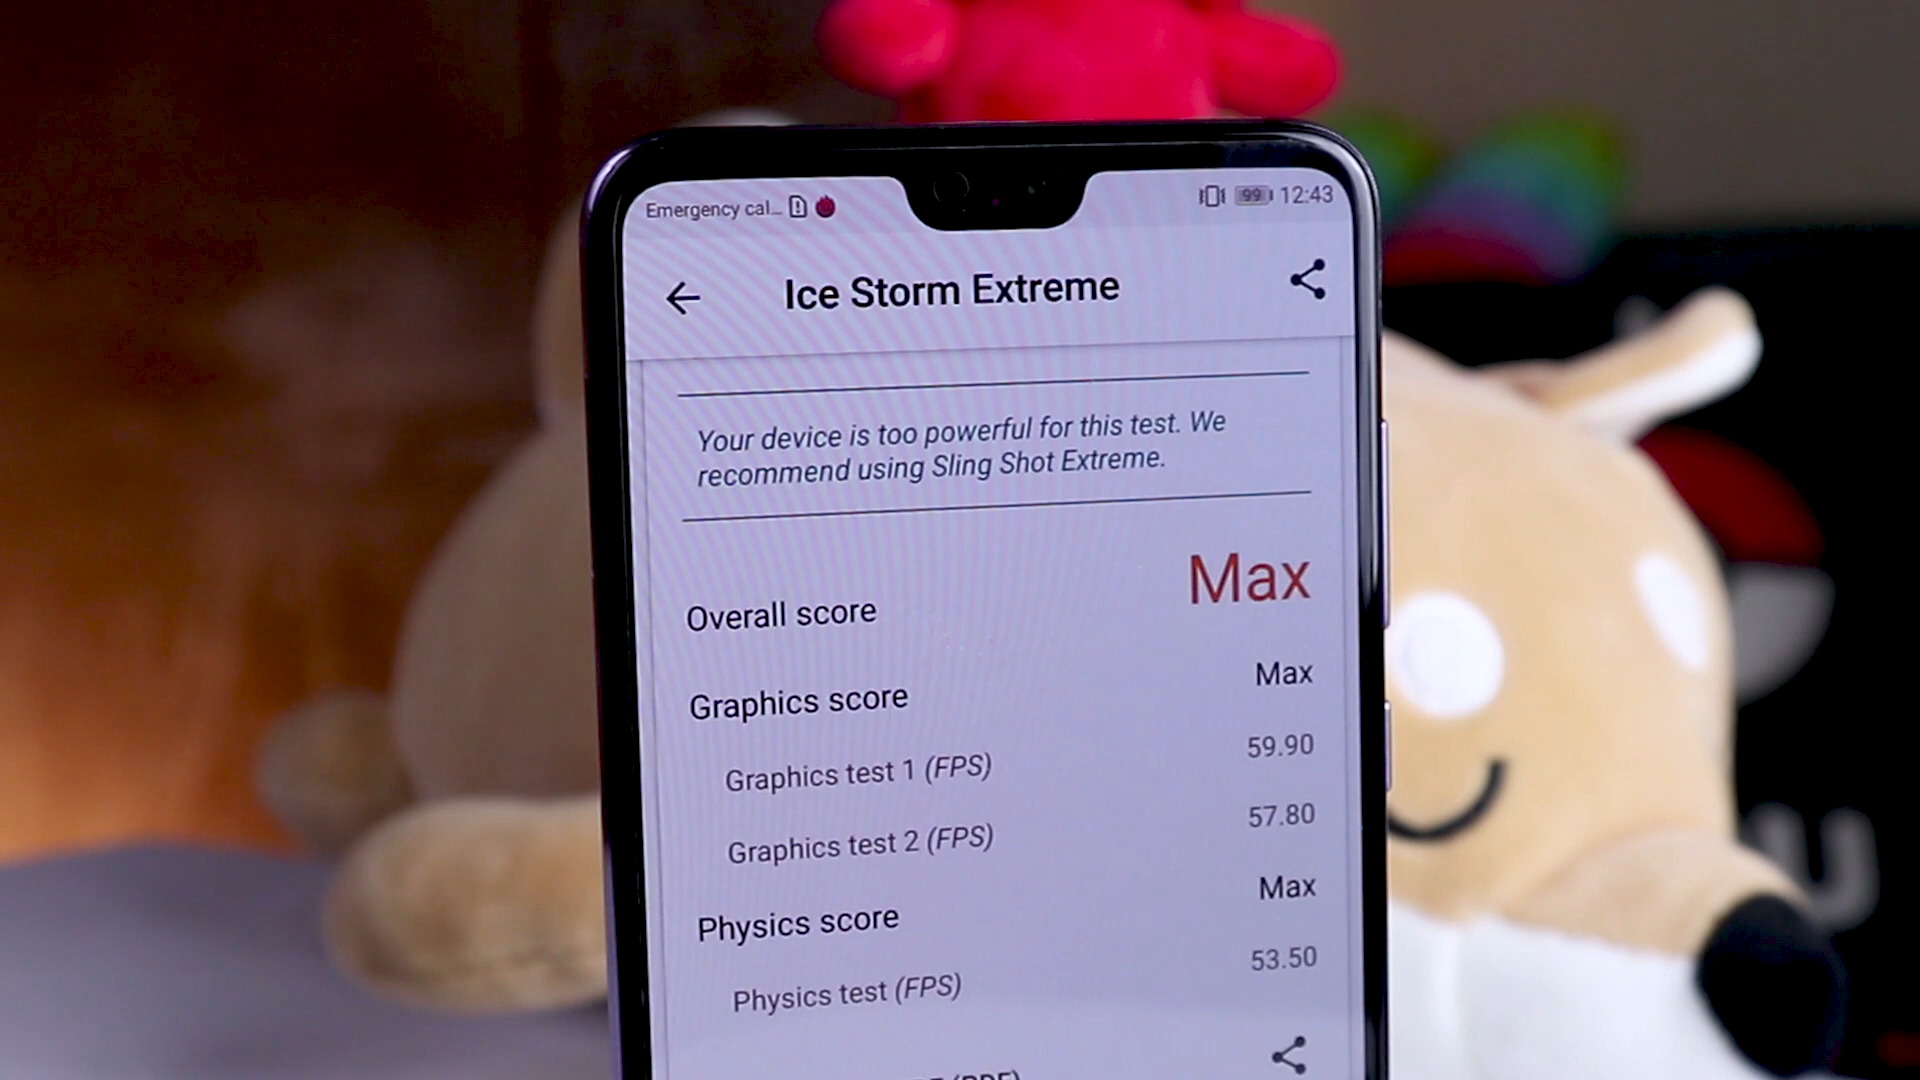 Emergency cal...
99 12:43
Ice Storm Extreme
Your device is too powerful for this test. We
recommend using Sling Shot Extreme.
Overall score Max
Graphics score Max
Graphics test 1 (FPS) 59.90
Graphics test 2 (FPS) 57.80
Physics score Max
Physics test (FPS) 53.50